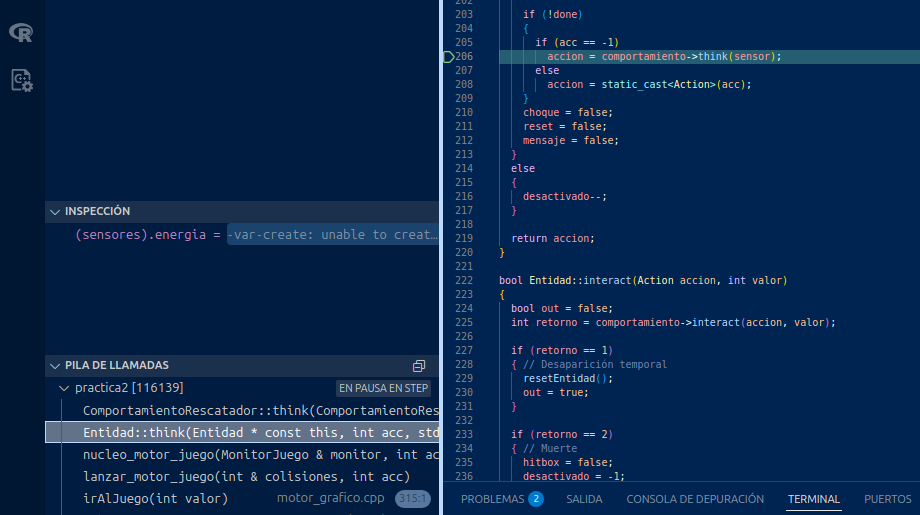 INSPECCIÓN
(sensores).energia = -var-create: unable to creat…
PILA DE LLAMADAS
practica2 [116139] EN PAUSA EN STEP
ComportamientoRescatador::think(ComportamientoRes
Entidad::think(Entidad * const this, int acc, std
nucleo_motor_juego(MonitorJuego & monitor, int ac
lanzar_motor_juego(int & colisiones, int acc)
irAlJuego(int valor) motor_grafico.cpp 315:1
202
203 if (!done)
204 {
205 if (acc == -1)
206 accion = comportamiento->think(sensor);
207 else
208 accion = static_cast<Action>(acc);
209 }
210 choque = false;
211 reset = false;
212 mensaje = false;
213 }
214 else
215 {
216 desactivado--;
217 }
218
219 return accion;
220 }
221
222 bool Entidad::interact(Action accion, int valor)
223 {
224 bool out = false;
225 int retorno = comportamiento->interact(accion, valor);
226
227 if (retorno == 1)
228 { // Desaparición temporal
229 resetEntidad();
230 out = true;
231 }
232
233 if (retorno == 2)
234 { // Muerte
235 hitbox = false;
236 desactivado = -1;
PROBLEMAS 2 SALIDA CONSOLA DE DEPURACIÓN TERMINAL PUERTOS